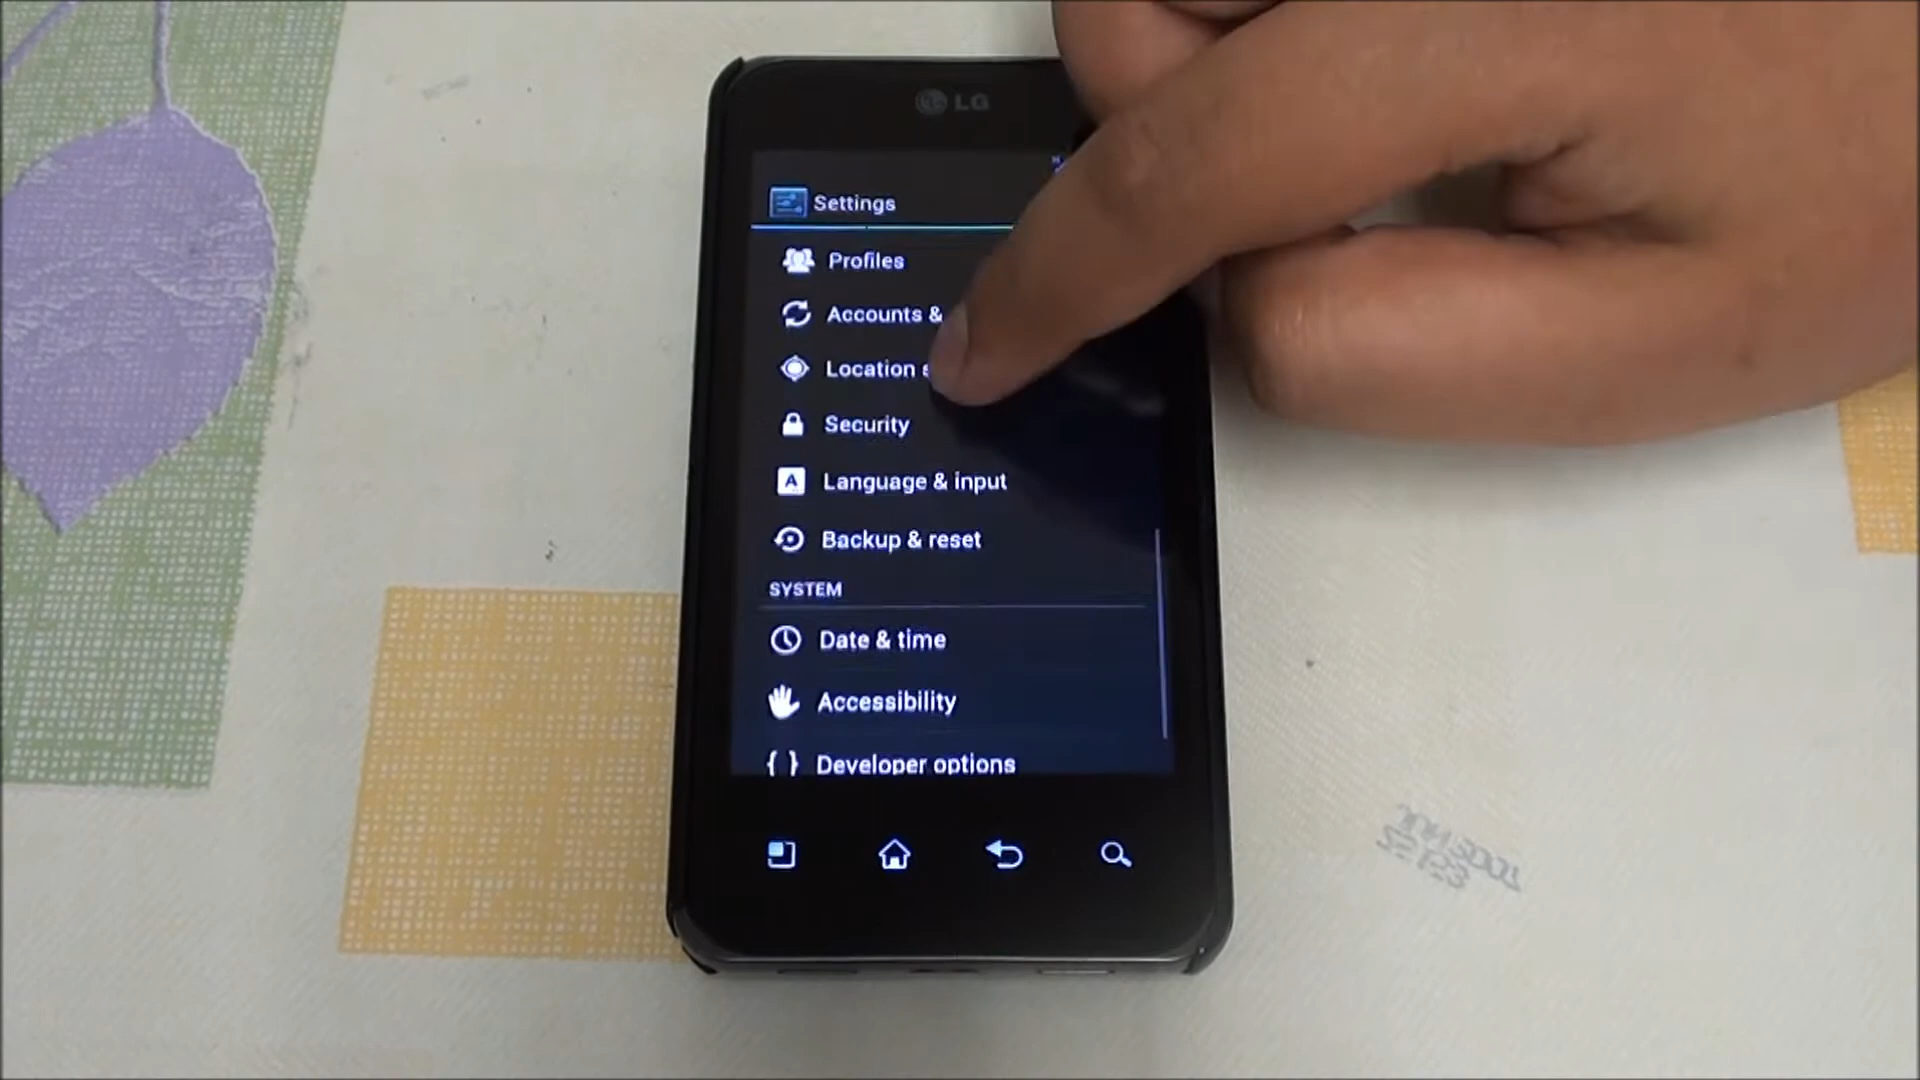 LG
Settings
Profiles
Accounts &
Location s
Security
A Language & input
Backup & reset
SYSTEM
Date & time
Accessibility
{ } Developer options